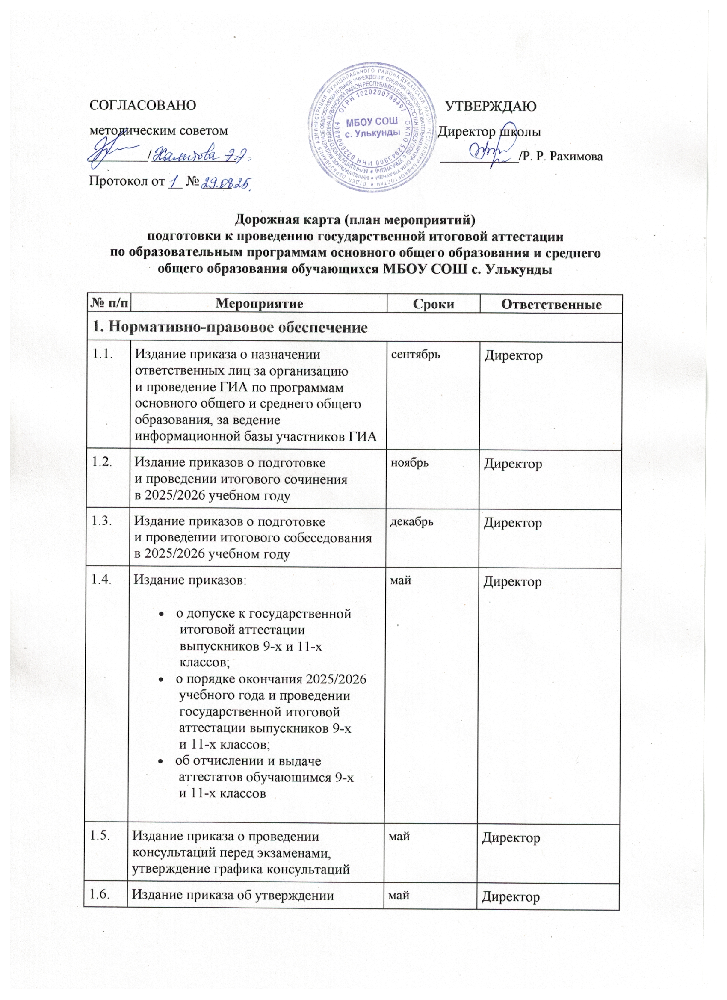 СОГЛАСОВАНО
методическим советом
/
Протокол от 1 № 29.08.25.
ОГРН 1020200788497 ОКПО 52943900 ИНН 0220004804
МБОУ СОШ
с. Улькунды
УТВЕРЖДАЮ
Директор школы
/Р. Р. Рахимова
Дорожная карта (план мероприятий)
подготовки к проведению государственной итоговой аттестации
по образовательным программам основного общего образования и среднего
общего образования обучающихся МБОУ СОШ с. Улькунды
№ п/п Мероприятие Сроки Ответственные
1. Нормативно-правовое обеспечение
1.1. Издание приказа о назначении сентябрь Директор
ответственных лиц за организацию
и проведение ГИА по программам
основного общего и среднего общего
образования, за ведение
информационной базы участников ГИА
1.2. Издание приказов о подготовке ноябрь Директор
и проведении итогового сочинения
в 2025/2026 учебном году
1.3. Издание приказов о подготовке декабрь Директор
и проведении итогового собеседования
в 2025/2026 учебном году
1.4. Издание приказов: май Директор
• о допуске к государственной
итоговой аттестации
выпускников 9-х и 11-х
классов;
• о порядке окончания 2025/2026
учебного года и проведении
государственной итоговой
аттестации выпускников 9-х
и 11-х классов;
• об отчислении и выдаче
аттестатов обучающимся 9-х
и 11-х классов
1.5. Издание приказа о проведении май Директор
консультаций перед экзаменами,
утверждение графика консультаций
1.6. Издание приказа об утверждении май Директор